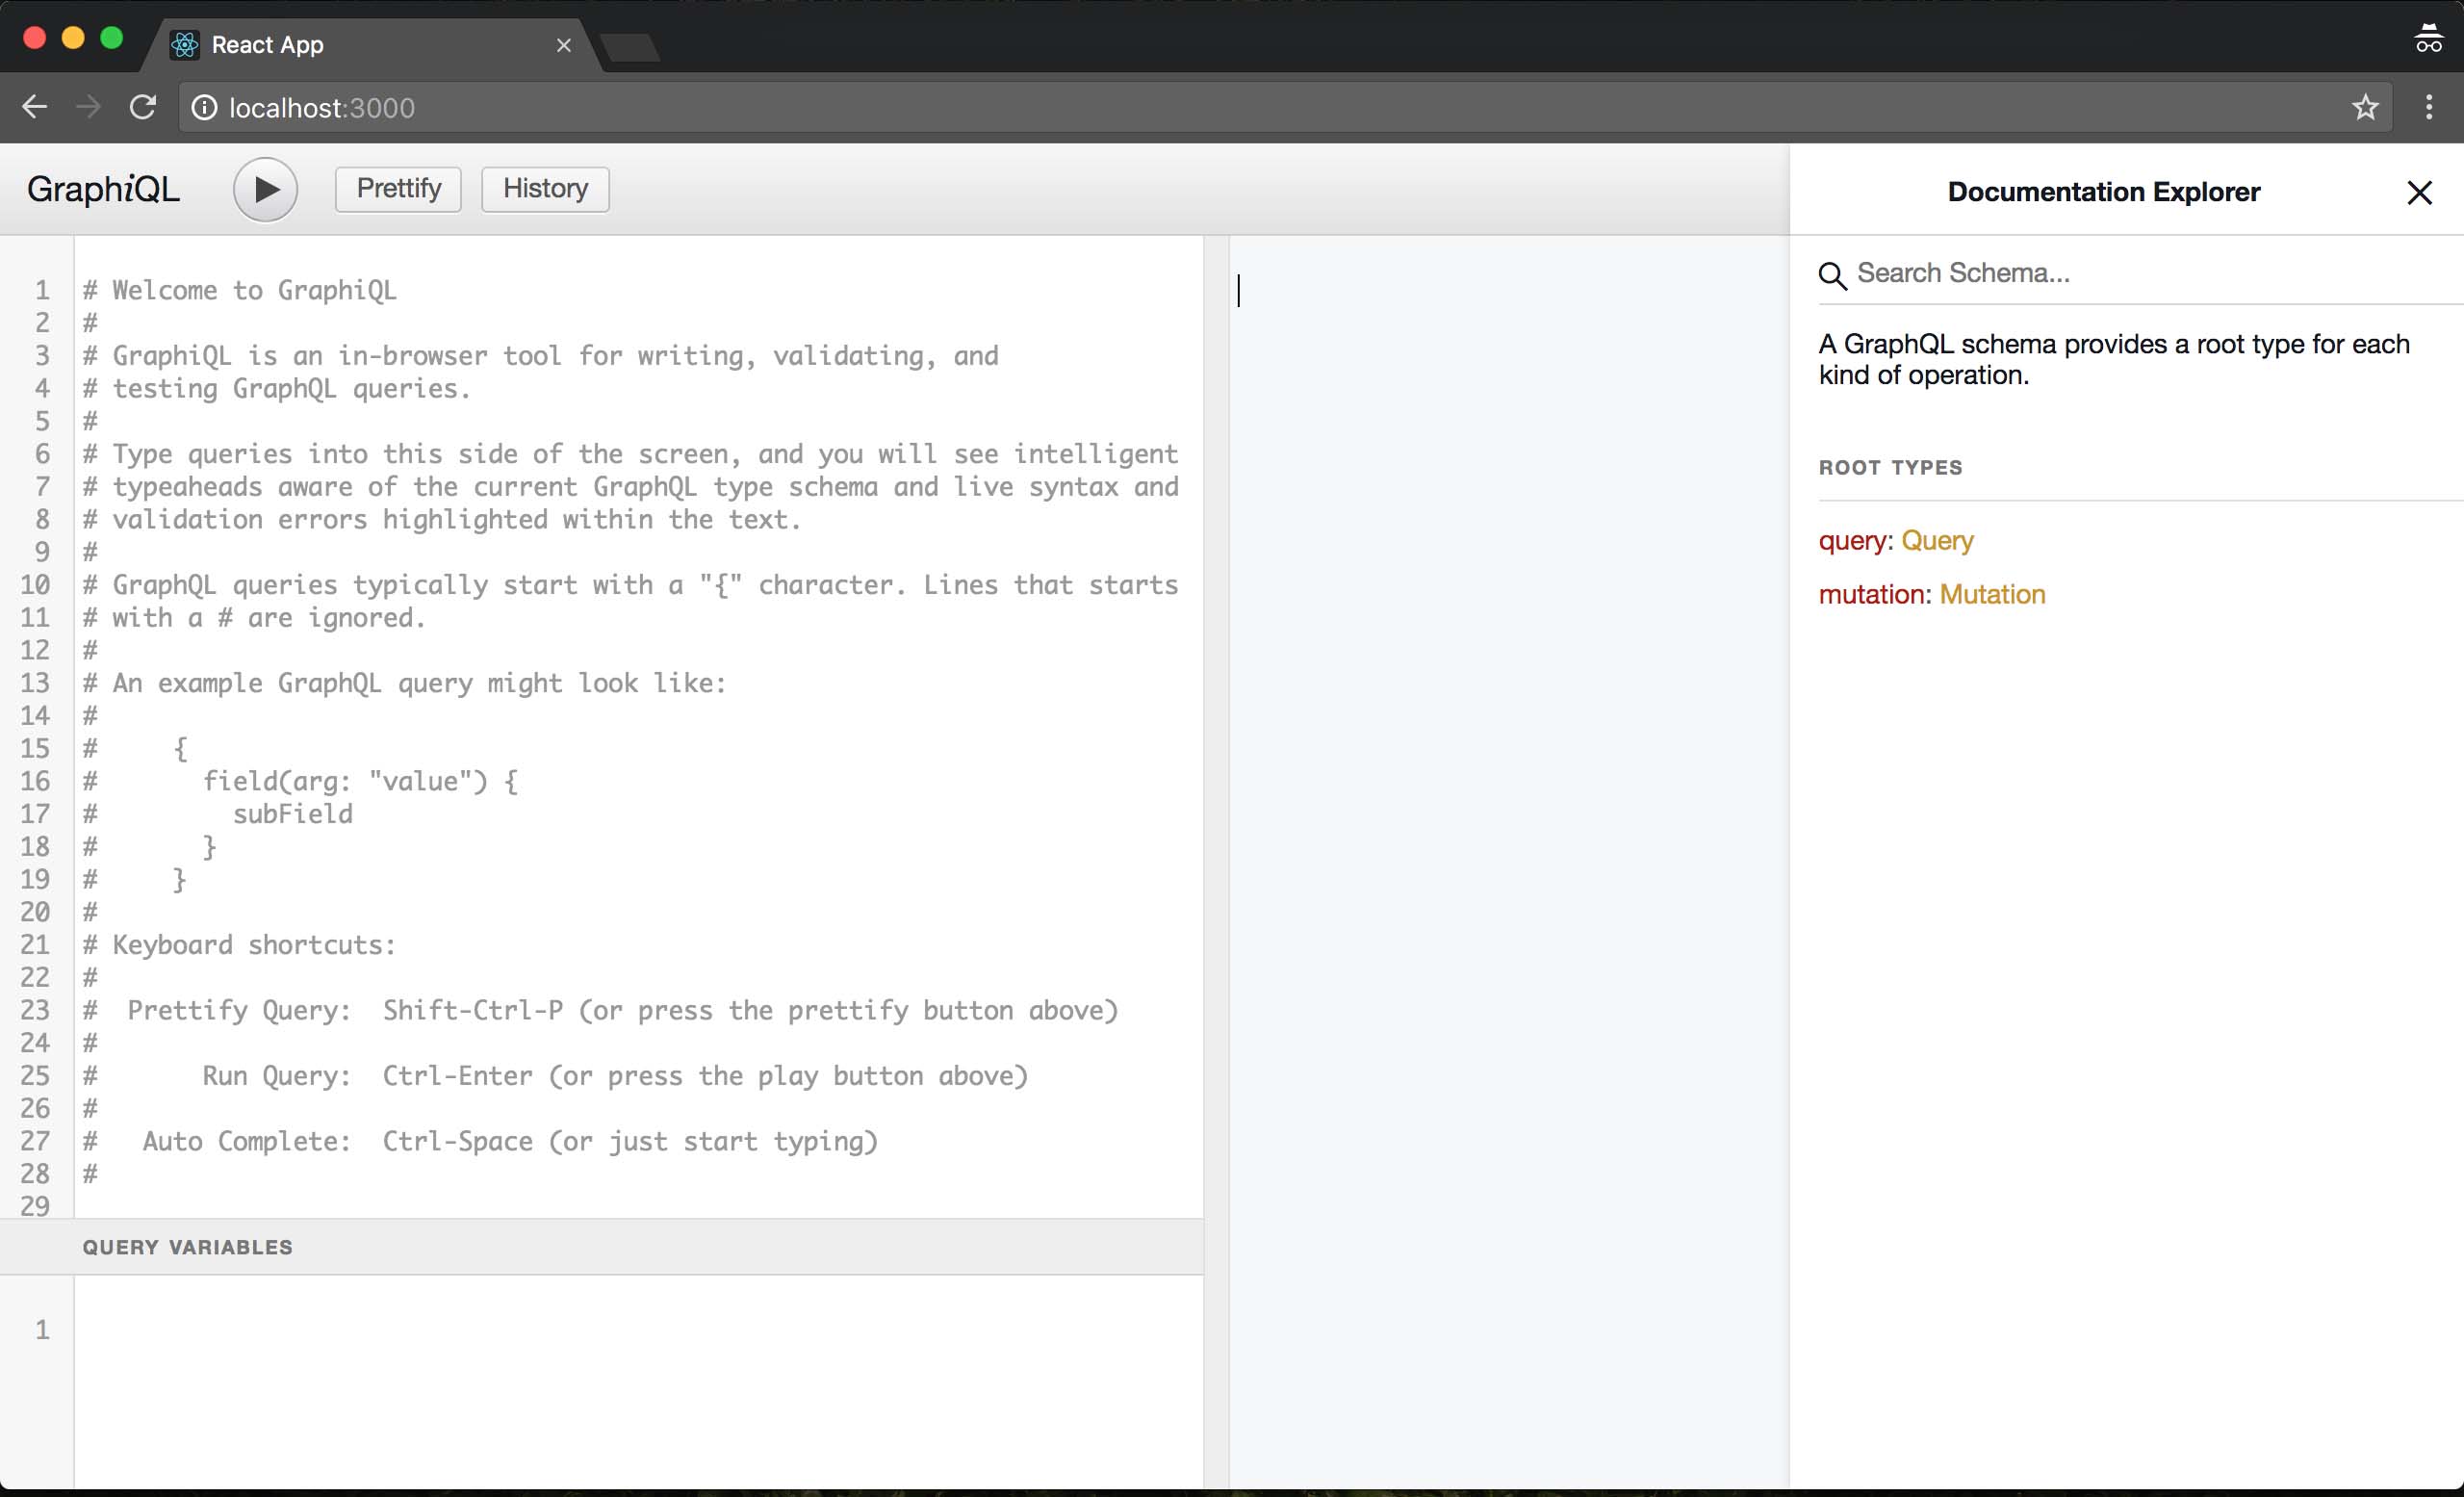 React App
localhost:3000
GraphiQL
Prettify
History
1 # Welcome to GraphiQL
2 #
3 # GraphiQL is an in-browser tool for writing, validating, and
4 # testing GraphQL queries.
5 #
6 # Type queries into this side of the screen, and you will see intelligent
7 # typeaheads aware of the current GraphQL type schema and live syntax and
8 # validation errors highlighted within the text.
9 #
10 # GraphQL queries typically start with a "{" character. Lines that starts
11 # with a # are ignored.
12 #
13 # An example GraphQL query might look like:
14 #
15 #     {
16 #       field(arg: "value") {
17 #         subField
18 #       }
19 #     }
20 #
21 # Keyboard shortcuts:
22 #
23 #  Prettify Query:  Shift-Ctrl-P (or press the prettify button above)
24 #
25 #       Run Query:  Ctrl-Enter (or press the play button above)
26 #
27 #   Auto Complete:  Ctrl-Space (or just start typing)
28 #
29
QUERY VARIABLES
1
Documentation Explorer
Search Schema...
A GraphQL schema provides a root type for each
kind of operation.
ROOT TYPES
query: Query
mutation: Mutation